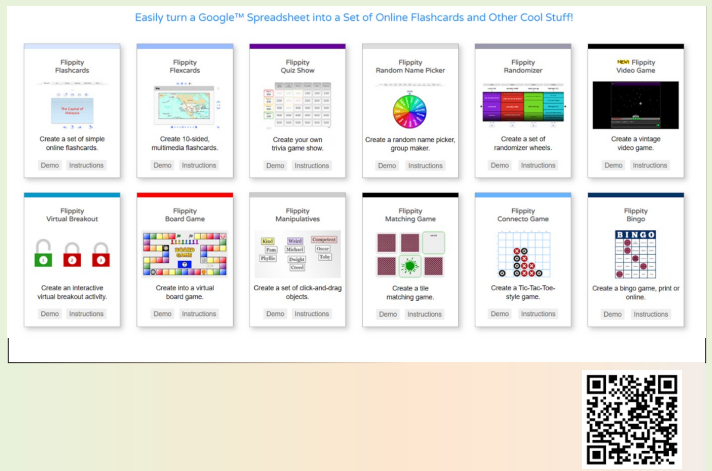 Easily turn a Google™ Spreadsheet into a Set of Online Flashcards and Other Cool Stuff!
Flippity
Flashcards
Create a set of simple
online flashcards.
Demo Instructions
Flippity
Flexcards
Create 10-sided,
multimedia flashcards.
Demo Instructions
Flippity
Quiz Show
Create your own
trivia game show.
Demo Instructions
Flippity
Random Name Picker
Create a random name picker,
group maker.
Demo Instructions
Flippity
Randomizer
Create a set of
randomizer wheels.
Demo Instructions
NEW! Flippity
Video Game
Create a vintage
video game.
Demo Instructions
Flippity
Virtual Breakout
Create an interactive
virtual breakout activity.
Demo Instructions
Flippity
Board Game
BOARD
GAME
Create into a virtual
board game.
Demo Instructions
Flippity
Manipulatives
Kind Weird Competent
Pam Michael Oscar
Phyllis Dwight Toby
Creed
Create a set of click-and-drag
objects.
Demo Instructions
Flippity
Matching Game
Create a tile
matching game.
Demo Instructions
Flippity
Connecto Game
Create a Tic-Tac-Toe-
style game.
Demo Instructions
Flippity
Bingo
BINGO
Create a bingo game, print or
online.
Demo Instructions